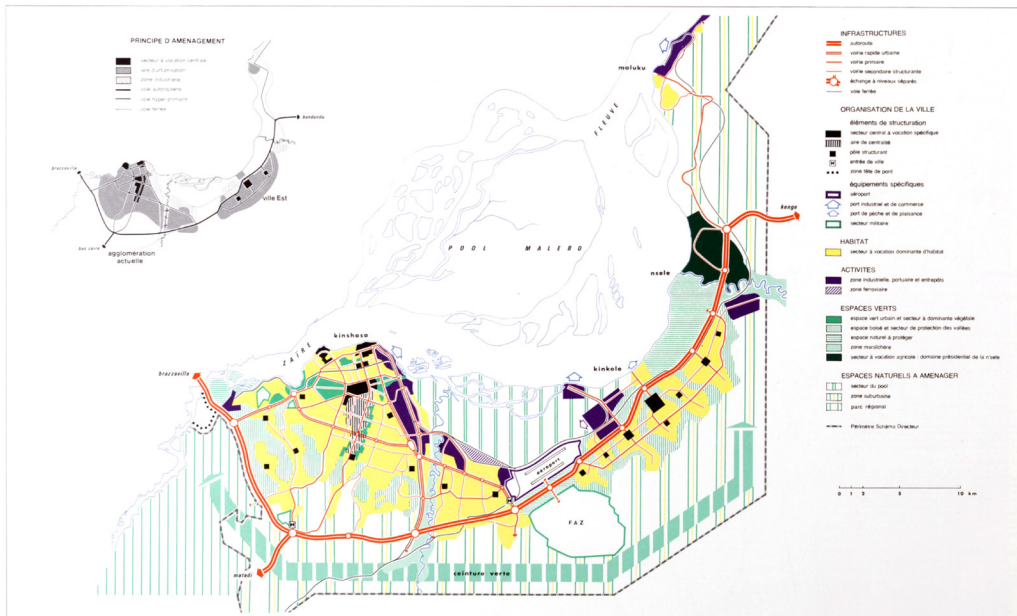 PRINCIPE D'AMENAGEMENT
secteur à vocation centrale
aire d'urbanisation
zone industrielle
voie autoroutière
voie hyper-primaire
voie ferrée
bandundu
brazzaville
ville Est
bas zaire
agglomération
actuelle
maluku
FLEUVE
POOL MALEBO
kenge
nsele
kinshasa
ZAÏRE
brazzaville
kinkole
aéroport
FAZ
matadi
ceinture verte
INFRASTRUCTURES
autoroute
voirie rapide urbaine
voirie primaire
voirie secondaire structurante
échange à niveaux séparés
voie ferrée
ORGANISATION DE LA VILLE
éléments de structuration
secteur central à vocation spécifique
aire de centralité
pôle structurant
entrée de ville
zone tête de pont
équipements spécifiques
aéroport
port industriel et de commerce
port de pêche et de plaisance
secteur militaire
HABITAT
secteur à vocation dominante d'habitat
ACTIVITES
zone industrielle, portuaire et entrepôts
zone ferroviaire
ESPACES VERTS
espace vert urbain et secteur à dominante végétale
espace boisé et secteur de protection des vallées
espace naturel à protéger
zone maraîchère
secteur à vocation agricole : domaine présidentiel de la n'sele
ESPACES NATURELS A AMENAGER
secteur du pool
zone suburbaine
parc régional
Périmètre Schéma Directeur
0 1 2 5 10 km